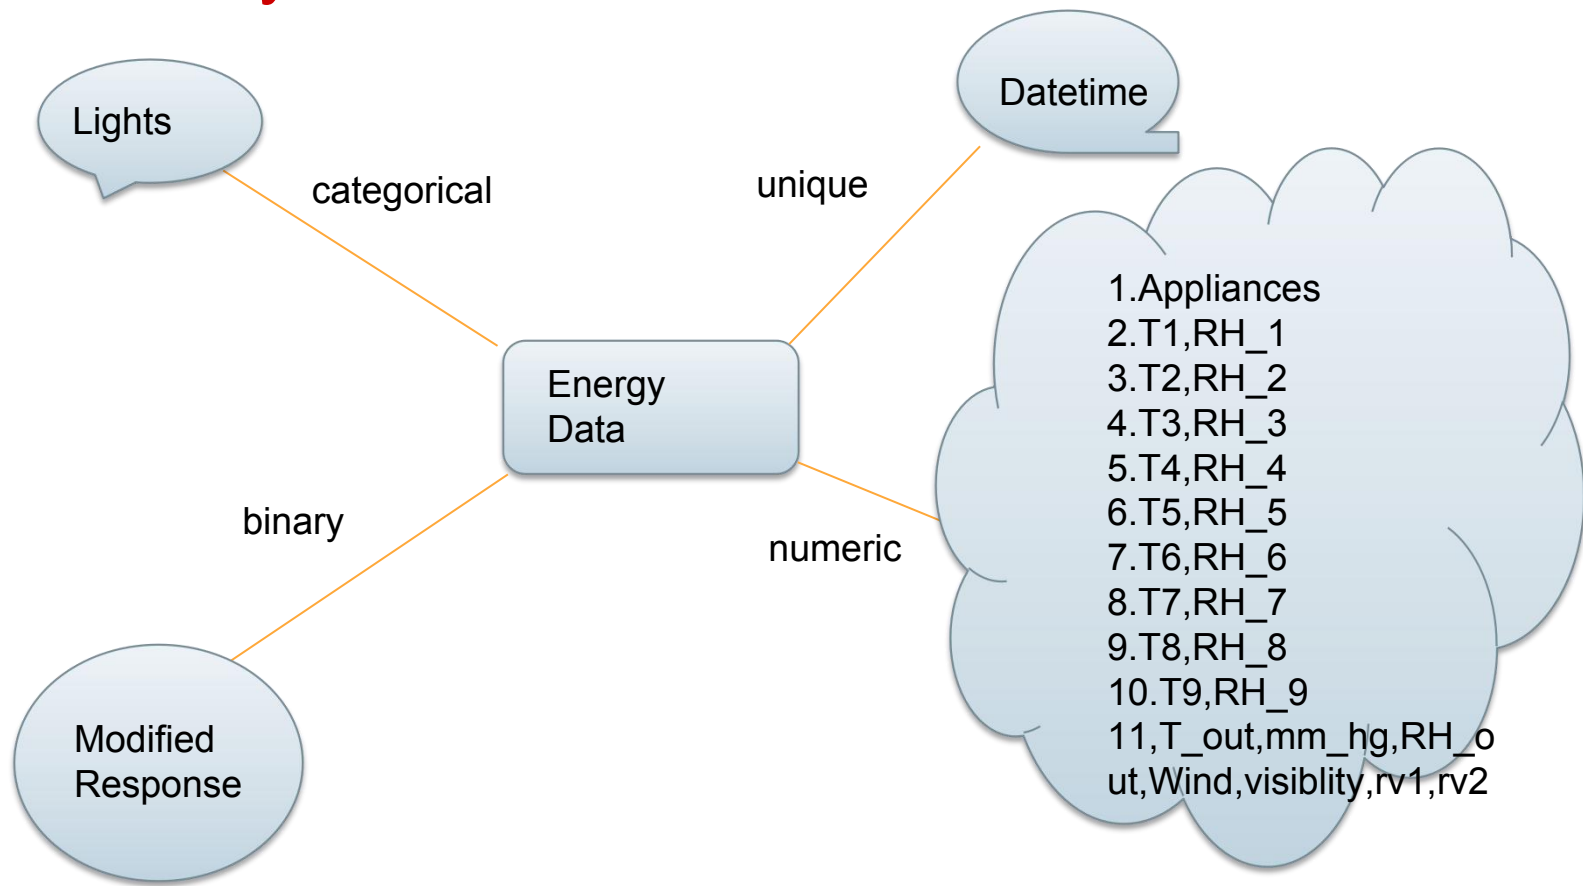 Lights
Datetime
categorical
unique
1.Appliances
2.T1,RH_1
3.T2,RH_2
4.T3,RH_3
5.T4,RH_4
6.T5,RH_5
7.T6,RH_6
8.T7,RH_7
9.T8,RH_8
10.T9,RH_9
11,T_out,mm_hg,RH_o
ut,Wind,visiblity,rv1,rv2
Energy
Data
binary
numeric
Modified
Response